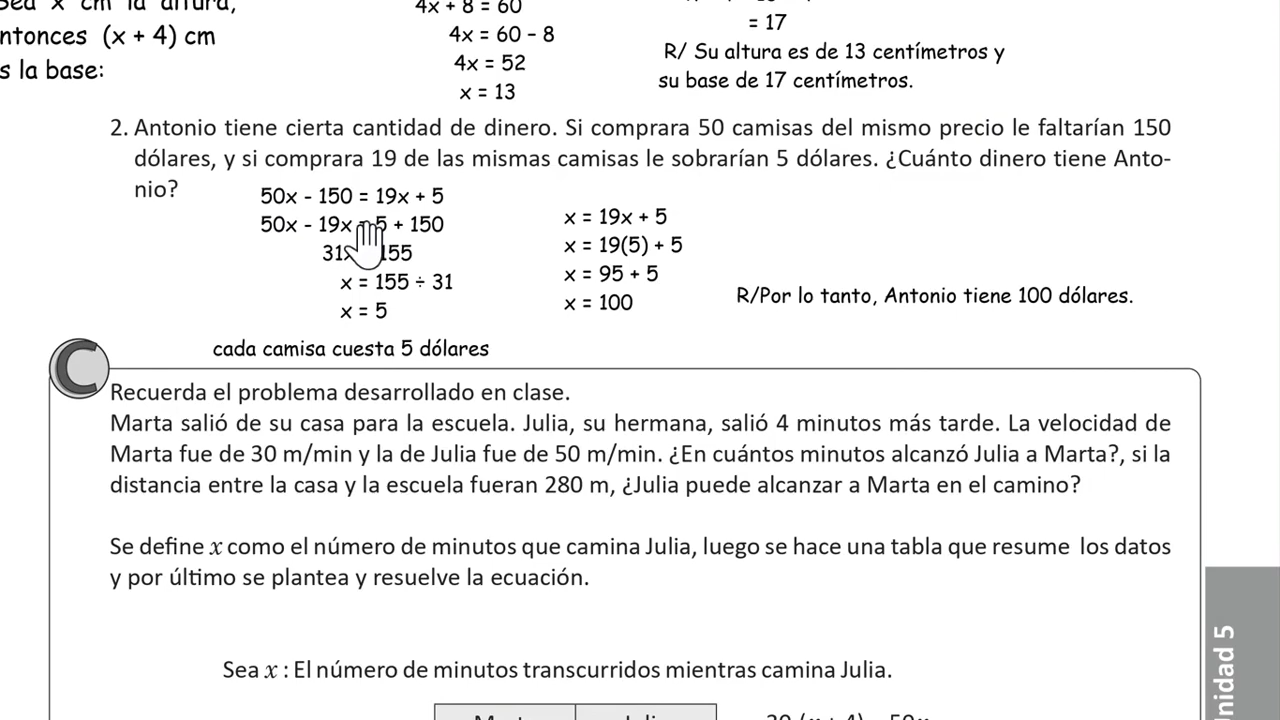 4x + 8 = 60
= 17
ntonces (x + 4) cm
4x = 60 - 8
R/ Su altura es de 13 centímetros y
s la base:
4x = 52
su base de 17 centímetros.
x = 13
2. Antonio tiene cierta cantidad de dinero. Si comprara 50 camisas del mismo precio le faltarían 150
dólares, y si comprara 19 de las mismas camisas le sobrarían 5 dólares. ¿Cuánto dinero tiene Anto-
nio?
50x - 150 = 19x + 5
50x - 19x = 5 + 150
31x 155
x = 155 ÷ 31
x = 5
cada camisa cuesta 5 dólares
x = 19x + 5
x = 19(5) + 5
x = 95 + 5
x = 100
R/Por lo tanto, Antonio tiene 100 dólares.
C
Recuerda el problema desarrollado en clase.
Marta salió de su casa para la escuela. Julia, su hermana, salió 4 minutos más tarde. La velocidad de
Marta fue de 30 m/min y la de Julia fue de 50 m/min. ¿En cuántos minutos alcanzó Julia a Marta?, si la
distancia entre la casa y la escuela fueran 280 m, ¿Julia puede alcanzar a Marta en el camino?
Se define x como el número de minutos que camina Julia, luego se hace una tabla que resume los datos
y por último se plantea y resuelve la ecuación.
Sea x : El número de minutos transcurridos mientras camina Julia.
nidad 5